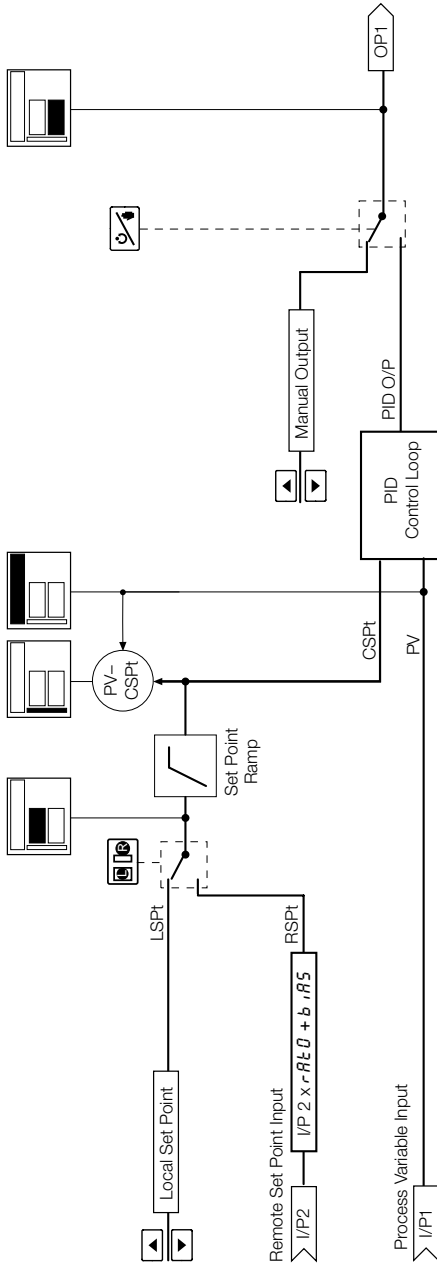 Local Set Point
LSPt
L R
Remote Set Point Input
I/P2
I/P 2 x rAtO + b iAS
RSPt
Process Variable Input
I/P1
Set Point
Ramp
PV–
CSPt
CSPt
PV
PID
Control Loop
Manual Output
PID O/P
OP1